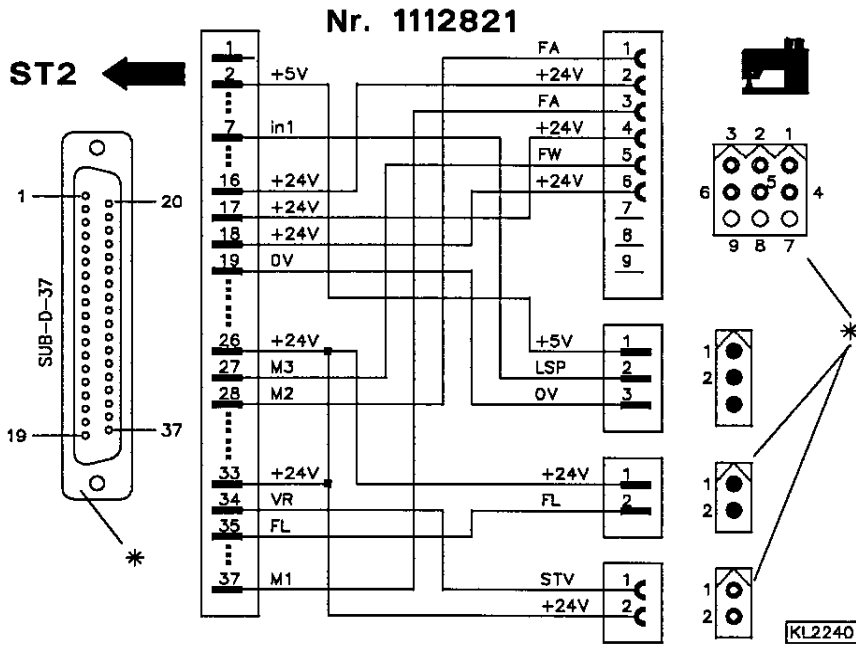 Nr. 1112821
ST2
SUB-D-37
1
20
19
37
1
2 +5V
7 in1
16 +24V
17 +24V
18 +24V
19 0V
26 +24V
27 M3
28 M2
33 +24V
34 VR
35 FL
37 M1
FA 1
+24V 2
FA 3
+24V 4
FW 5
+24V 6
7
8
9
+5V 1
LSP 2
0V 3
+24V 1
FL 2
STV 1
+24V 2
3 2 1
6 5 4
9 8 7
*
1
2
1
2
1
2
*
KL2240